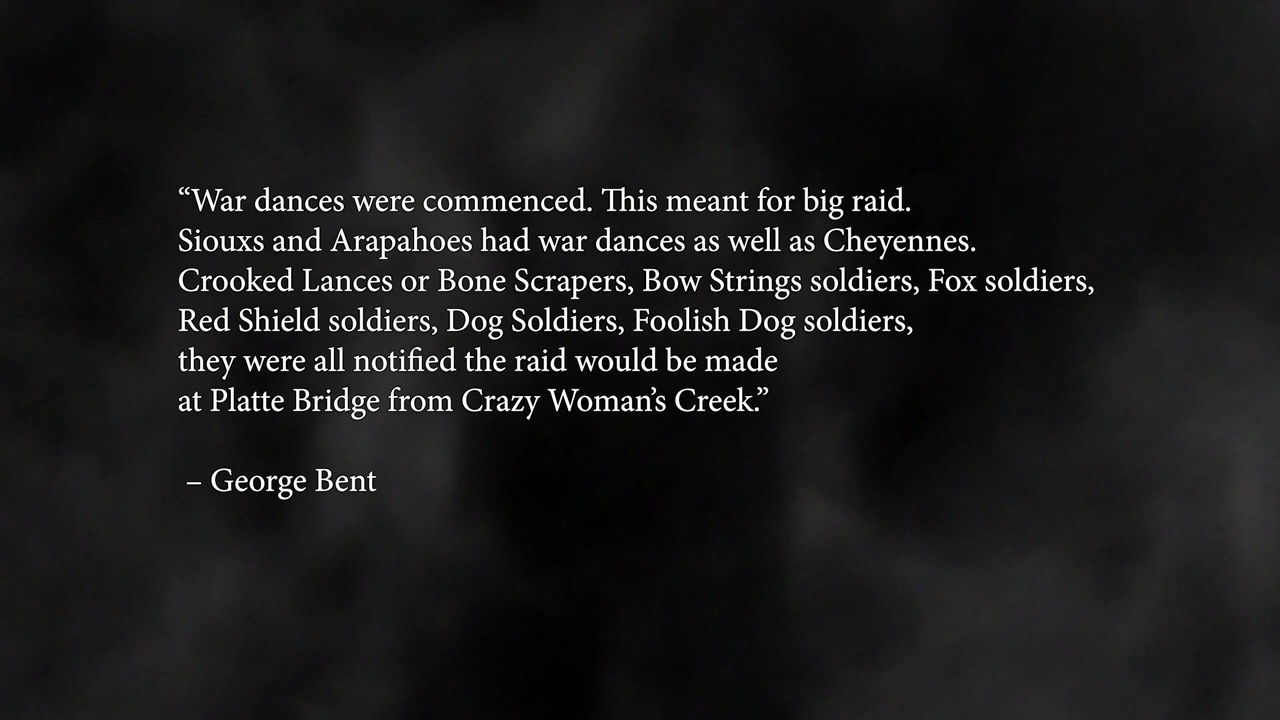 “War dances were commenced. This meant for big raid.
Siouxs and Arapahoes had war dances as well as Cheyennes.
Crooked Lances or Bone Scrapers, Bow Strings soldiers, Fox soldiers,
Red Shield soldiers, Dog Soldiers, Foolish Dog soldiers,
they were all notified the raid would be made
at Platte Bridge from Crazy Woman’s Creek.”
– George Bent